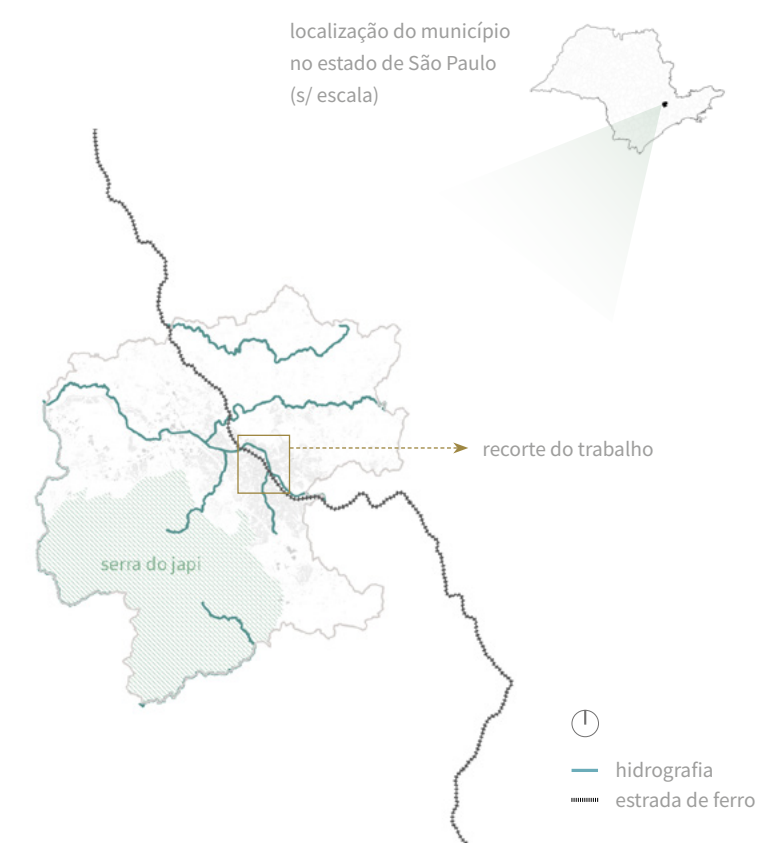 localização do município
no estado de São Paulo
(s/ escala)
recorte do trabalho
serra do japi
hidrografia
estrada de ferro